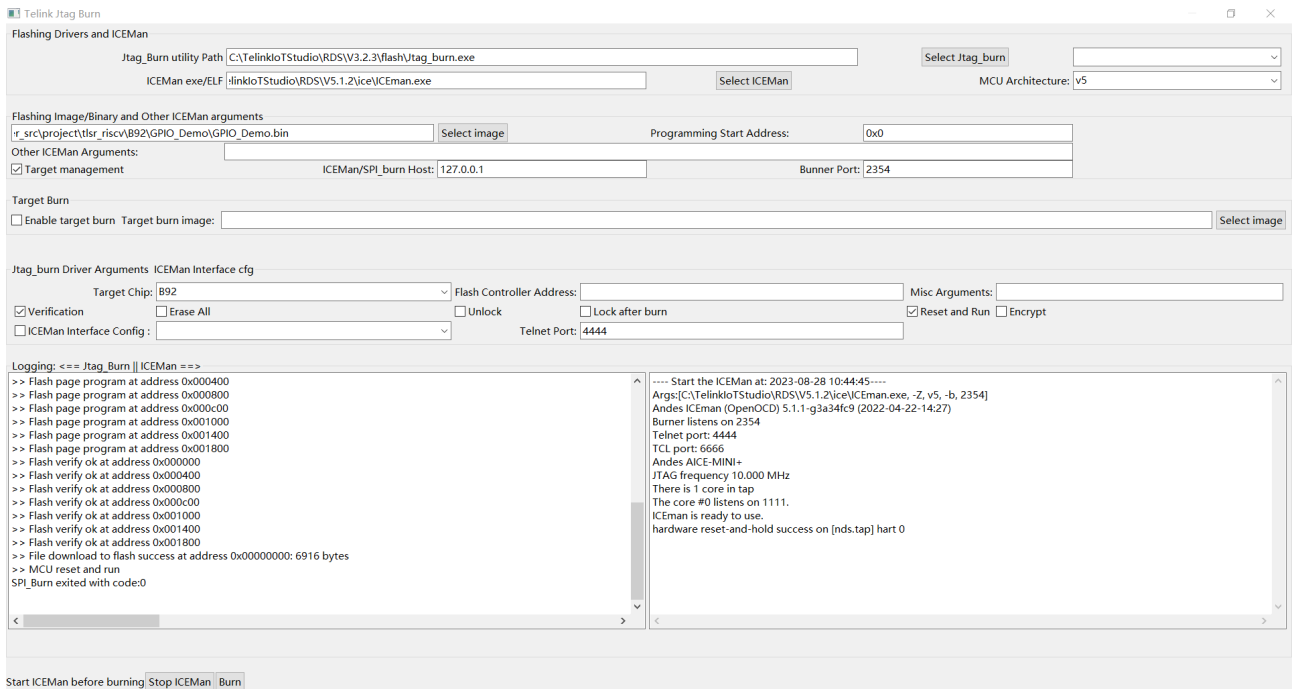 Telink Jtag Burn
Flashing Drivers and ICEMan
Jtag_Burn utility Path C:\TelinkIoTStudio\RDS\V3.2.3\flash\Jtag_burn.exe Select Jtag_burn
ICEMan exe/ELF elinkIoTStudio\RDS\V5.1.2\ice\ICEman.exe Select ICEMan MCU Architecture: v5
Flashing Image/Binary and Other ICEMan arguments
r_src\project\tlsr_riscv\B92\GPIO_Demo\GPIO_Demo.bin Select image Programming Start Address: 0x0
Other ICEMan Arguments:
Target management ICEMan/SPI_burn Host: 127.0.0.1 Bunner Port: 2354
Target Burn
Enable target burn Target burn image: Select image
Jtag_burn Driver Arguments ICEMan Interface cfg
Target Chip: B92 Flash Controller Address: Misc Arguments:
Verification Erase All Unlock Lock after burn Reset and Run Encrypt
ICEMan Interface Config : Telnet Port: 4444
Logging: <== Jtag_Burn || ICEMan ==>
>> Flash page program at address 0x000400
>> Flash page program at address 0x000800
>> Flash page program at address 0x000c00
>> Flash page program at address 0x001000
>> Flash page program at address 0x001400
>> Flash page program at address 0x001800
>> Flash verify ok at address 0x000000
>> Flash verify ok at address 0x000400
>> Flash verify ok at address 0x000800
>> Flash verify ok at address 0x000c00
>> Flash verify ok at address 0x001000
>> Flash verify ok at address 0x001400
>> Flash verify ok at address 0x001800
>> File download to flash success at address 0x00000000: 6916 bytes
>> MCU reset and run
SPI_Burn exited with code:0
---- Start the ICEMan at: 2023-08-28 10:44:45----
Args:[C:\TelinkIoTStudio\RDS\V5.1.2\ice\ICEman.exe, -Z, v5, -b, 2354]
Andes ICEman (OpenOCD) 5.1.1-g3a34fc9 (2022-04-22-14:27)
Burner listens on 2354
Telnet port: 4444
TCL port: 6666
Andes AICE-MINI+
JTAG frequency 10.000 MHz
There is 1 core in tap
The core #0 listens on 1111.
ICEman is ready to use.
hardware reset-and-hold success on [nds.tap] hart 0
Start ICEMan before burning Stop ICEMan Burn